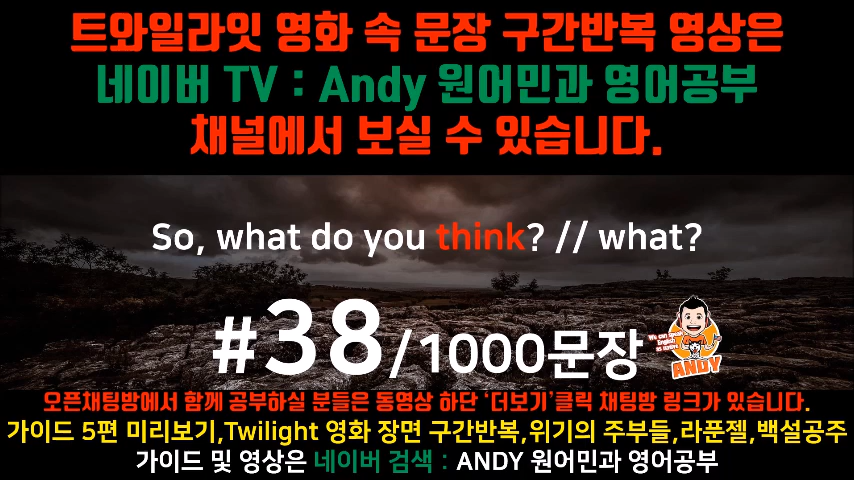 트와일라잇 영화 속 문장 구간반복 영상은
네이버 TV : Andy 원어민과 영어공부
채널에서 보실 수 있습니다.
So, what do you think? // what?
#38/1000문장
We can speak
English
as native
ANDY
오픈채팅방에서 함께 공부하실 분들은 동영상 하단 ‘더보기’클릭 채팅방 링크가 있습니다.
가이드 5편 미리보기,Twilight 영화 장면 구간반복,위기의 주부들,라푼젤,백설공주
가이드 및 영상은 네이버 검색 : ANDY 원어민과 영어공부